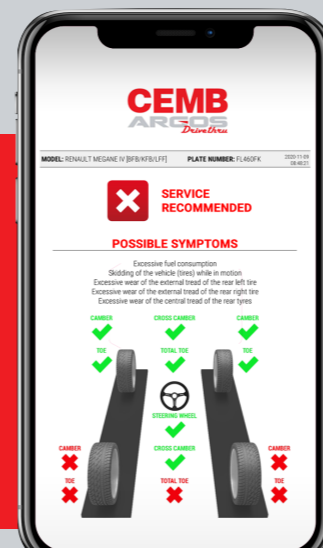 CEMB
ARGOS
Drivethru
MODEL: RENAULT MEGANE IV [BFB/KFB/LFF] PLATE NUMBER: FL460FK 2020-11-09
08:40:21
SERVICE
RECOMMENDED
POSSIBLE SYMPTOMS
Excessive fuel consumption
Skidding of the vehicle (tires) while in motion
Excessive wear of the external tread of the rear left tire
Excessive wear of the external tread of the rear right tire
Excessive wear of the central tread of the rear tyres
CAMBER CROSS CAMBER CAMBER
TOE TOTAL TOE TOE
STEERING WHEEL
CAMBER CROSS CAMBER CAMBER
TOE TOTAL TOE TOE